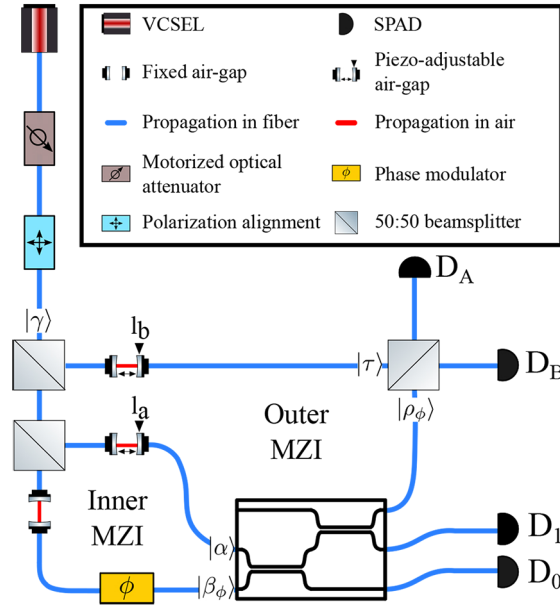 VCSEL
SPAD
Fixed air-gap
Piezo-adjustable
air-gap
Propagation in fiber
Propagation in air
Motorized optical
attenuator
ϕ
Phase modulator
Polarization alignment
50:50 beamsplitter
D_A
|γ⟩
l_b
|τ⟩
D_B
|ρ_ϕ⟩
l_a
Outer
MZI
Inner
MZI
|α⟩
D_1
ϕ
|β_ϕ⟩
D_0